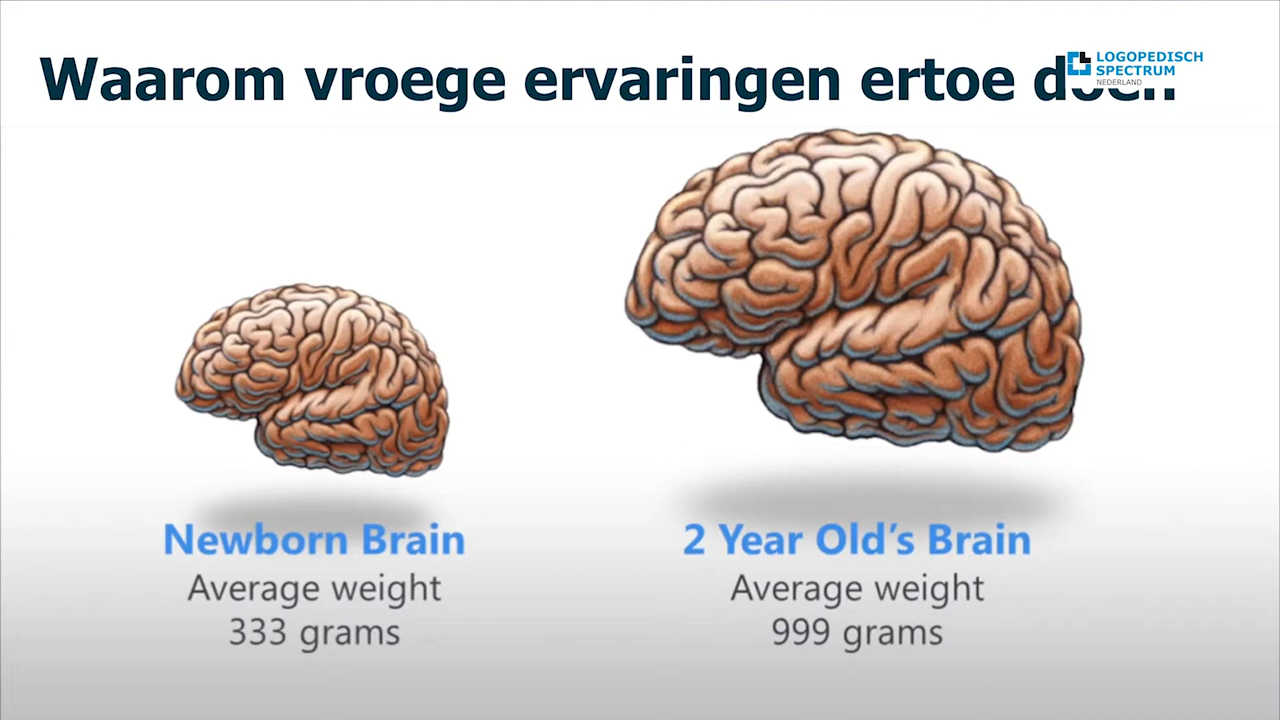 Waarom vroege ervaringen ertoe doen
LOGOPEDISCH
SPECTRUM
NEDERLAND
Newborn Brain
Average weight
333 grams
2 Year Old's Brain
Average weight
999 grams